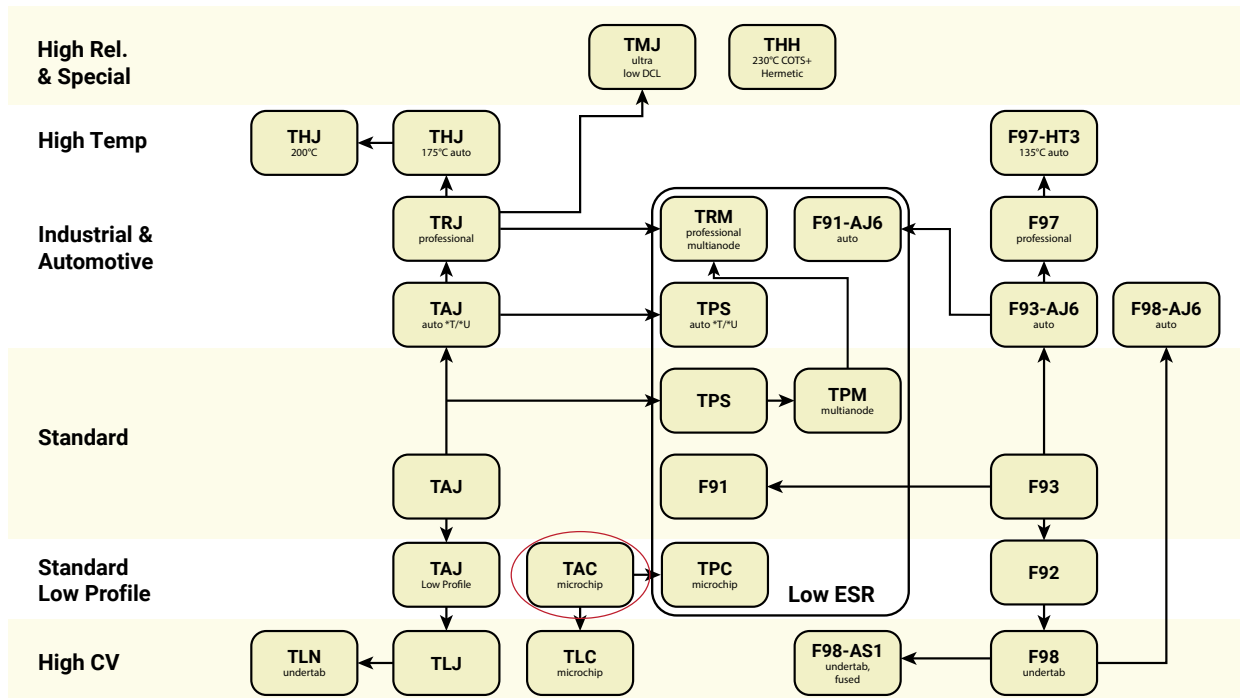 High Rel.
& Special
TMJ
ultra
low DCL
THH
230°C COTS+
Hermetic
High Temp
THJ
200°C
THJ
175°C auto
F97-HT3
135°C auto
Industrial &
Automotive
TRJ
professional
TRM
professional
multianode
F91-AJ6
auto
F97
professional
TAJ
auto *T/*U
TPS
auto *T/*U
F93-AJ6
auto
F98-AJ6
auto
Standard
TPS
TPM
multianode
TAJ
F91
F93
Standard
Low Profile
TAJ
Low Profile
TAC
microchip
TPC
microchip
Low ESR
F92
High CV
TLN
undertab
TLJ
TLC
microchip
F98-AS1
undertab,
fused
F98
undertab